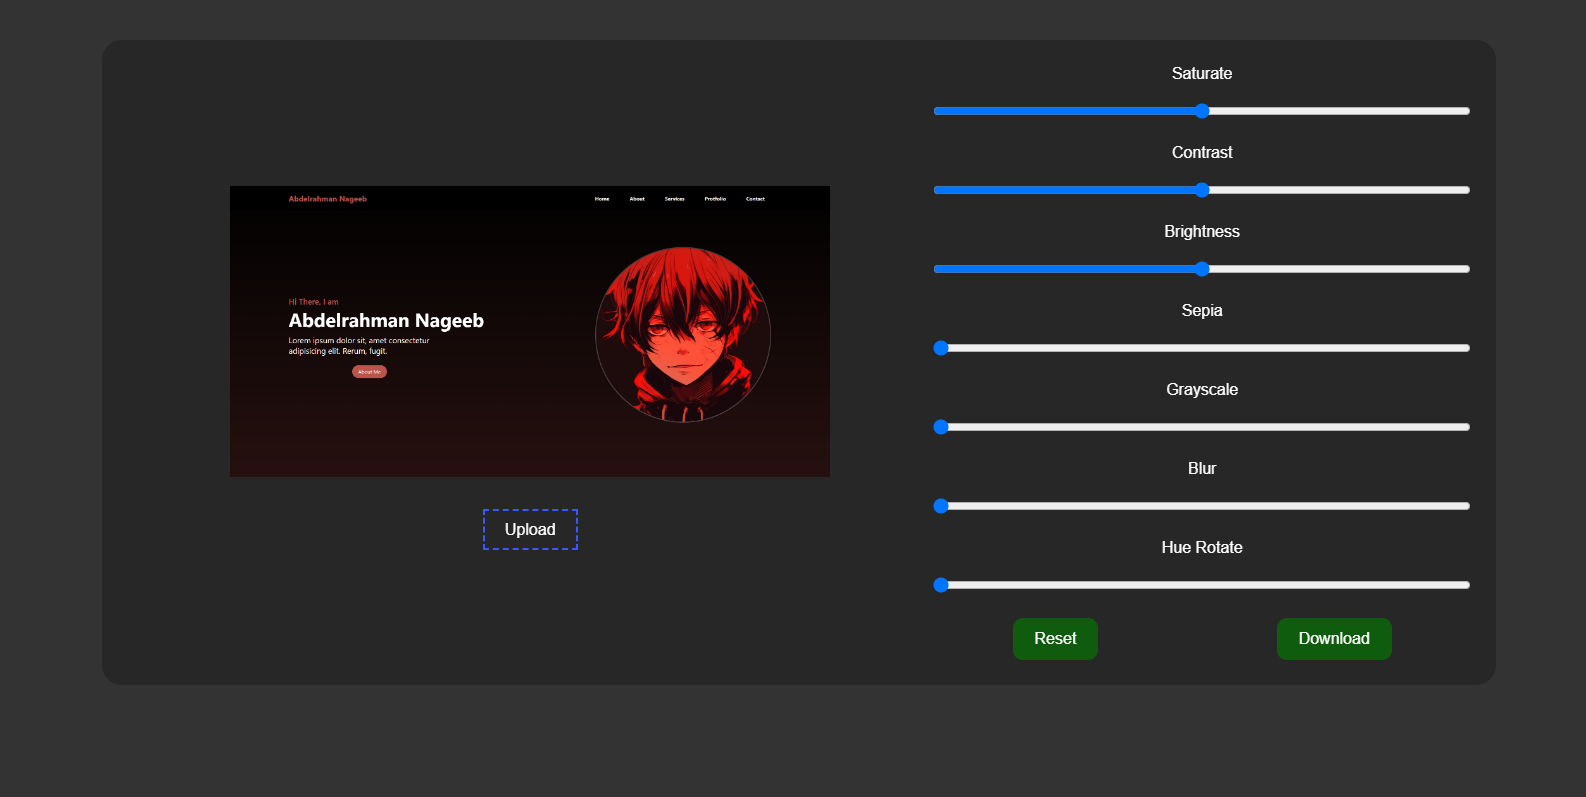 Abdelrahman Nageeb
Home About Services Protfolio Contact
Hi There, I am
Abdelrahman Nageeb
Lorem ipsum dolor sit, amet consectetur
adipisicing elit. Rerum, fugit.
About Me
Upload
Saturate
Contrast
Brightness
Sepia
Grayscale
Blur
Hue Rotate
Reset Download